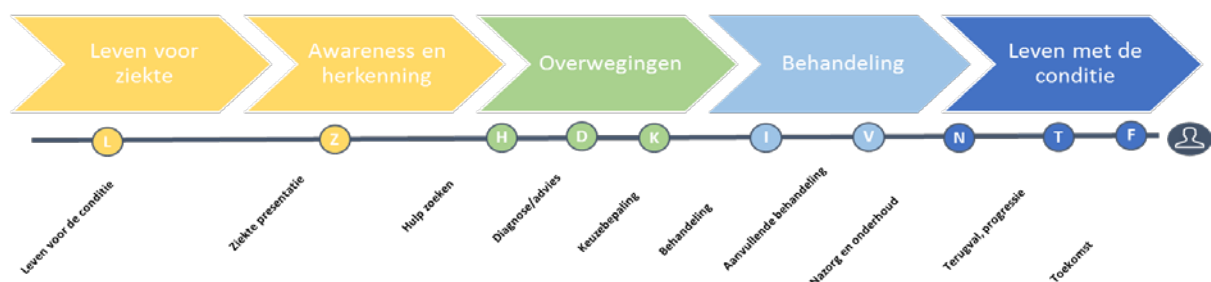 Leven voor
ziekte
Awareness en
herkenning
Overwegingen
Behandeling
Leven met de
conditie
L
Z
H
D
K
I
V
N
T
F
Leven voor de conditie
Ziekte presentatie
Hulp zoeken
Diagnose/advies
Keuzebepaling
Behandeling
Aanvullende behandeling
Nazorg en onderhoud
Terugval, progressie
Toekomst